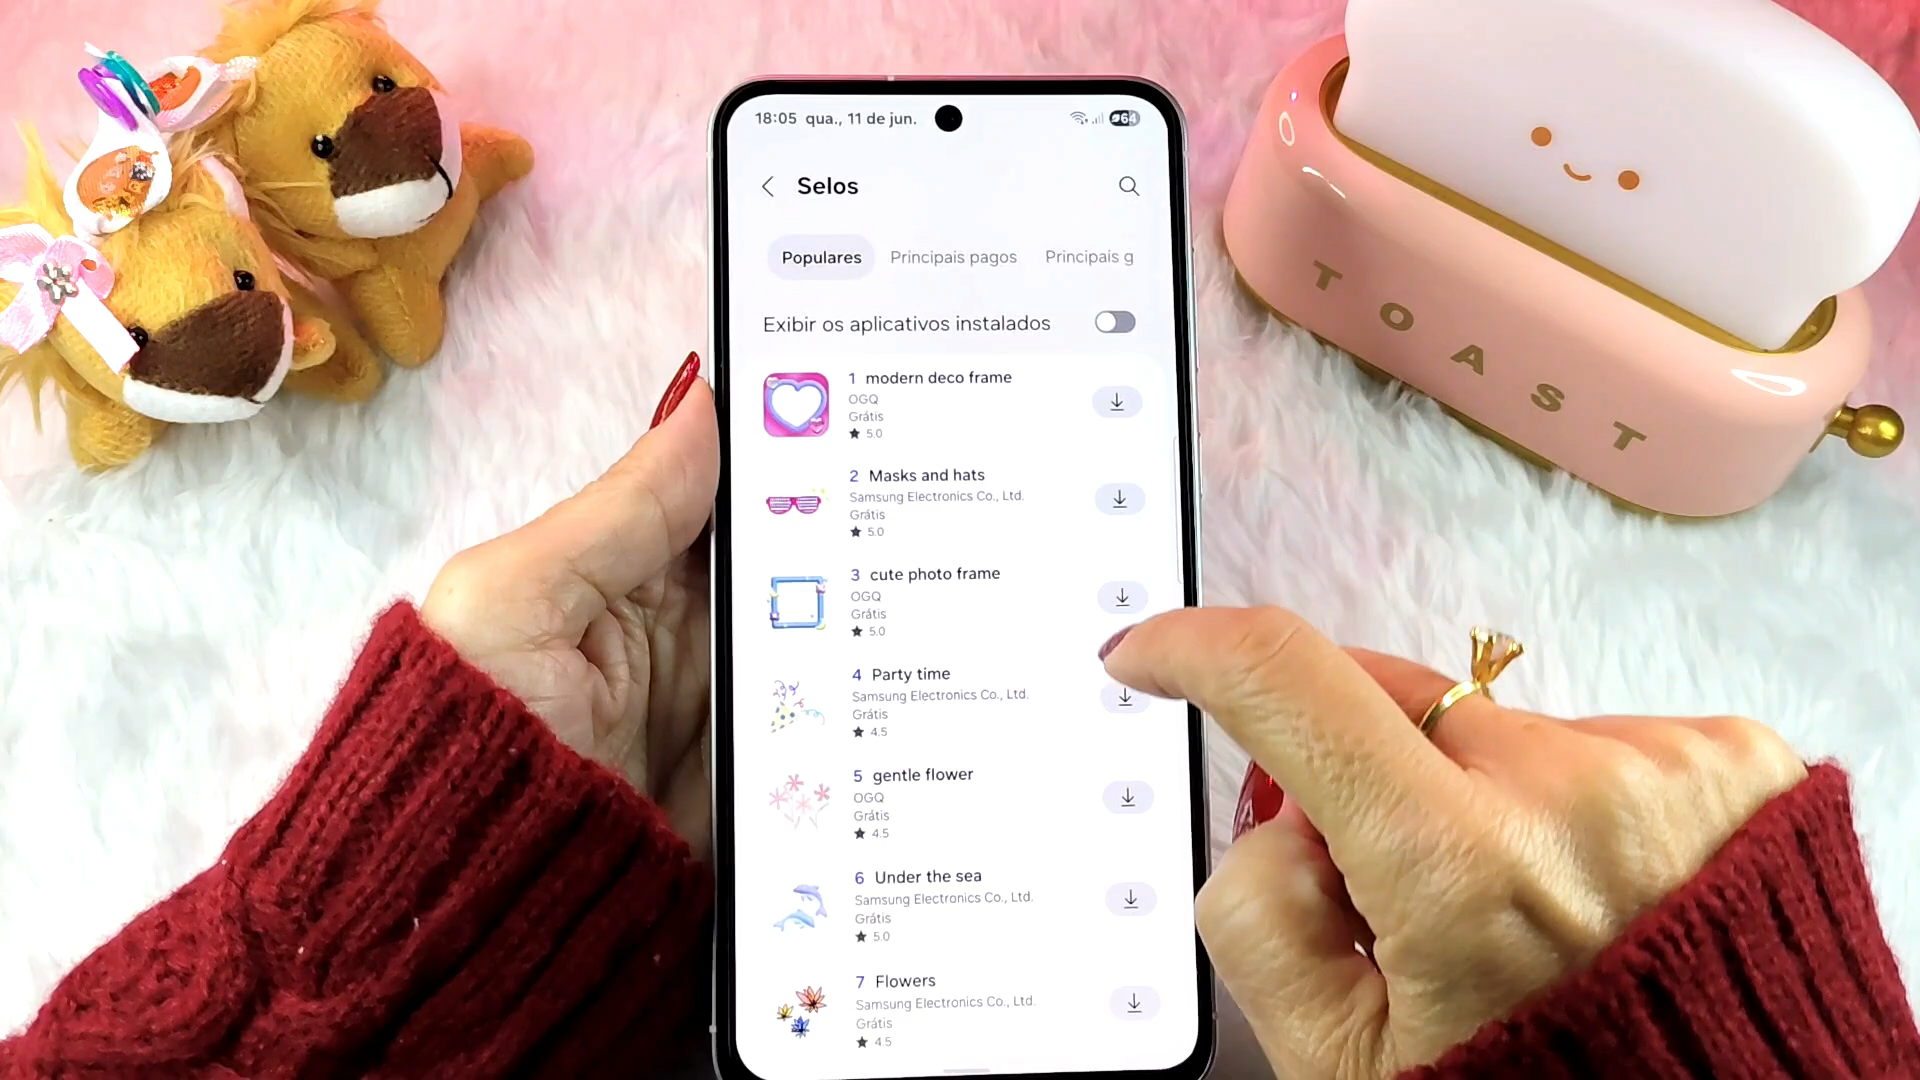 18:05 qua., 11 de jun.
64
Selos
Populares Principais pagos Principais g
Exibir os aplicativos instalados
1 modern deco frame
OGQ
Grátis
★ 5.0
2 Masks and hats
Samsung Electronics Co., Ltd.
Grátis
★ 5.0
3 cute photo frame
OGQ
Grátis
★ 5.0
4 Party time
Samsung Electronics Co., Ltd.
Grátis
★ 4.5
5 gentle flower
OGQ
Grátis
★ 4.5
6 Under the sea
Samsung Electronics Co., Ltd.
Grátis
★ 5.0
7 Flowers
Samsung Electronics Co., Ltd.
Grátis
★ 4.5
TOAST